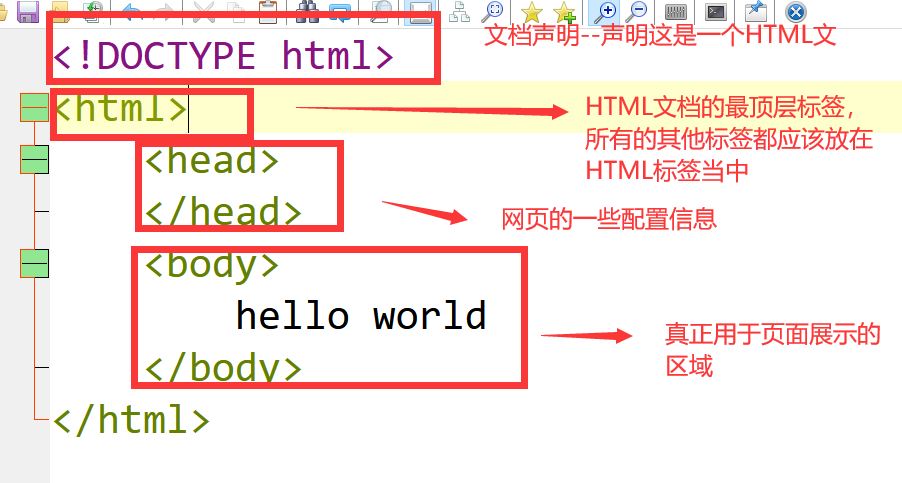 <!DOCTYPE html>
文档声明--声明这是一个HTML文
<html>
HTML文档的最顶层标签，
所有的其他标签都应该放在
HTML标签当中
<head>
</head>
网页的一些配置信息
<body>
hello world
真正用于页面展示的
区域
</body>
</html>